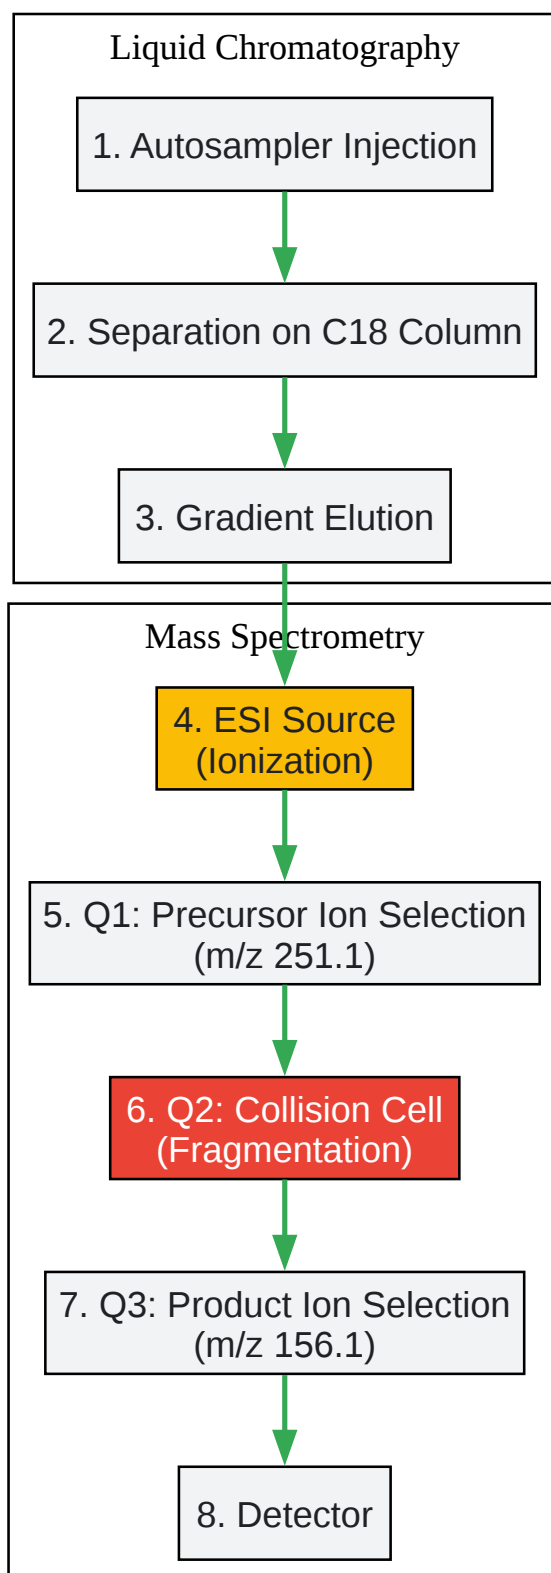 Liquid Chromatography
1. Autosampler Injection
2. Separation on C18 Column
3. Gradient Elution
Mass Spectrometry
4. ESI Source
(Ionization)
5. Q1: Precursor Ion Selection
(m/z 251.1)
6. Q2: Collision Cell
(Fragmentation)
7. Q3: Product Ion Selection
(m/z 156.1)
8. Detector